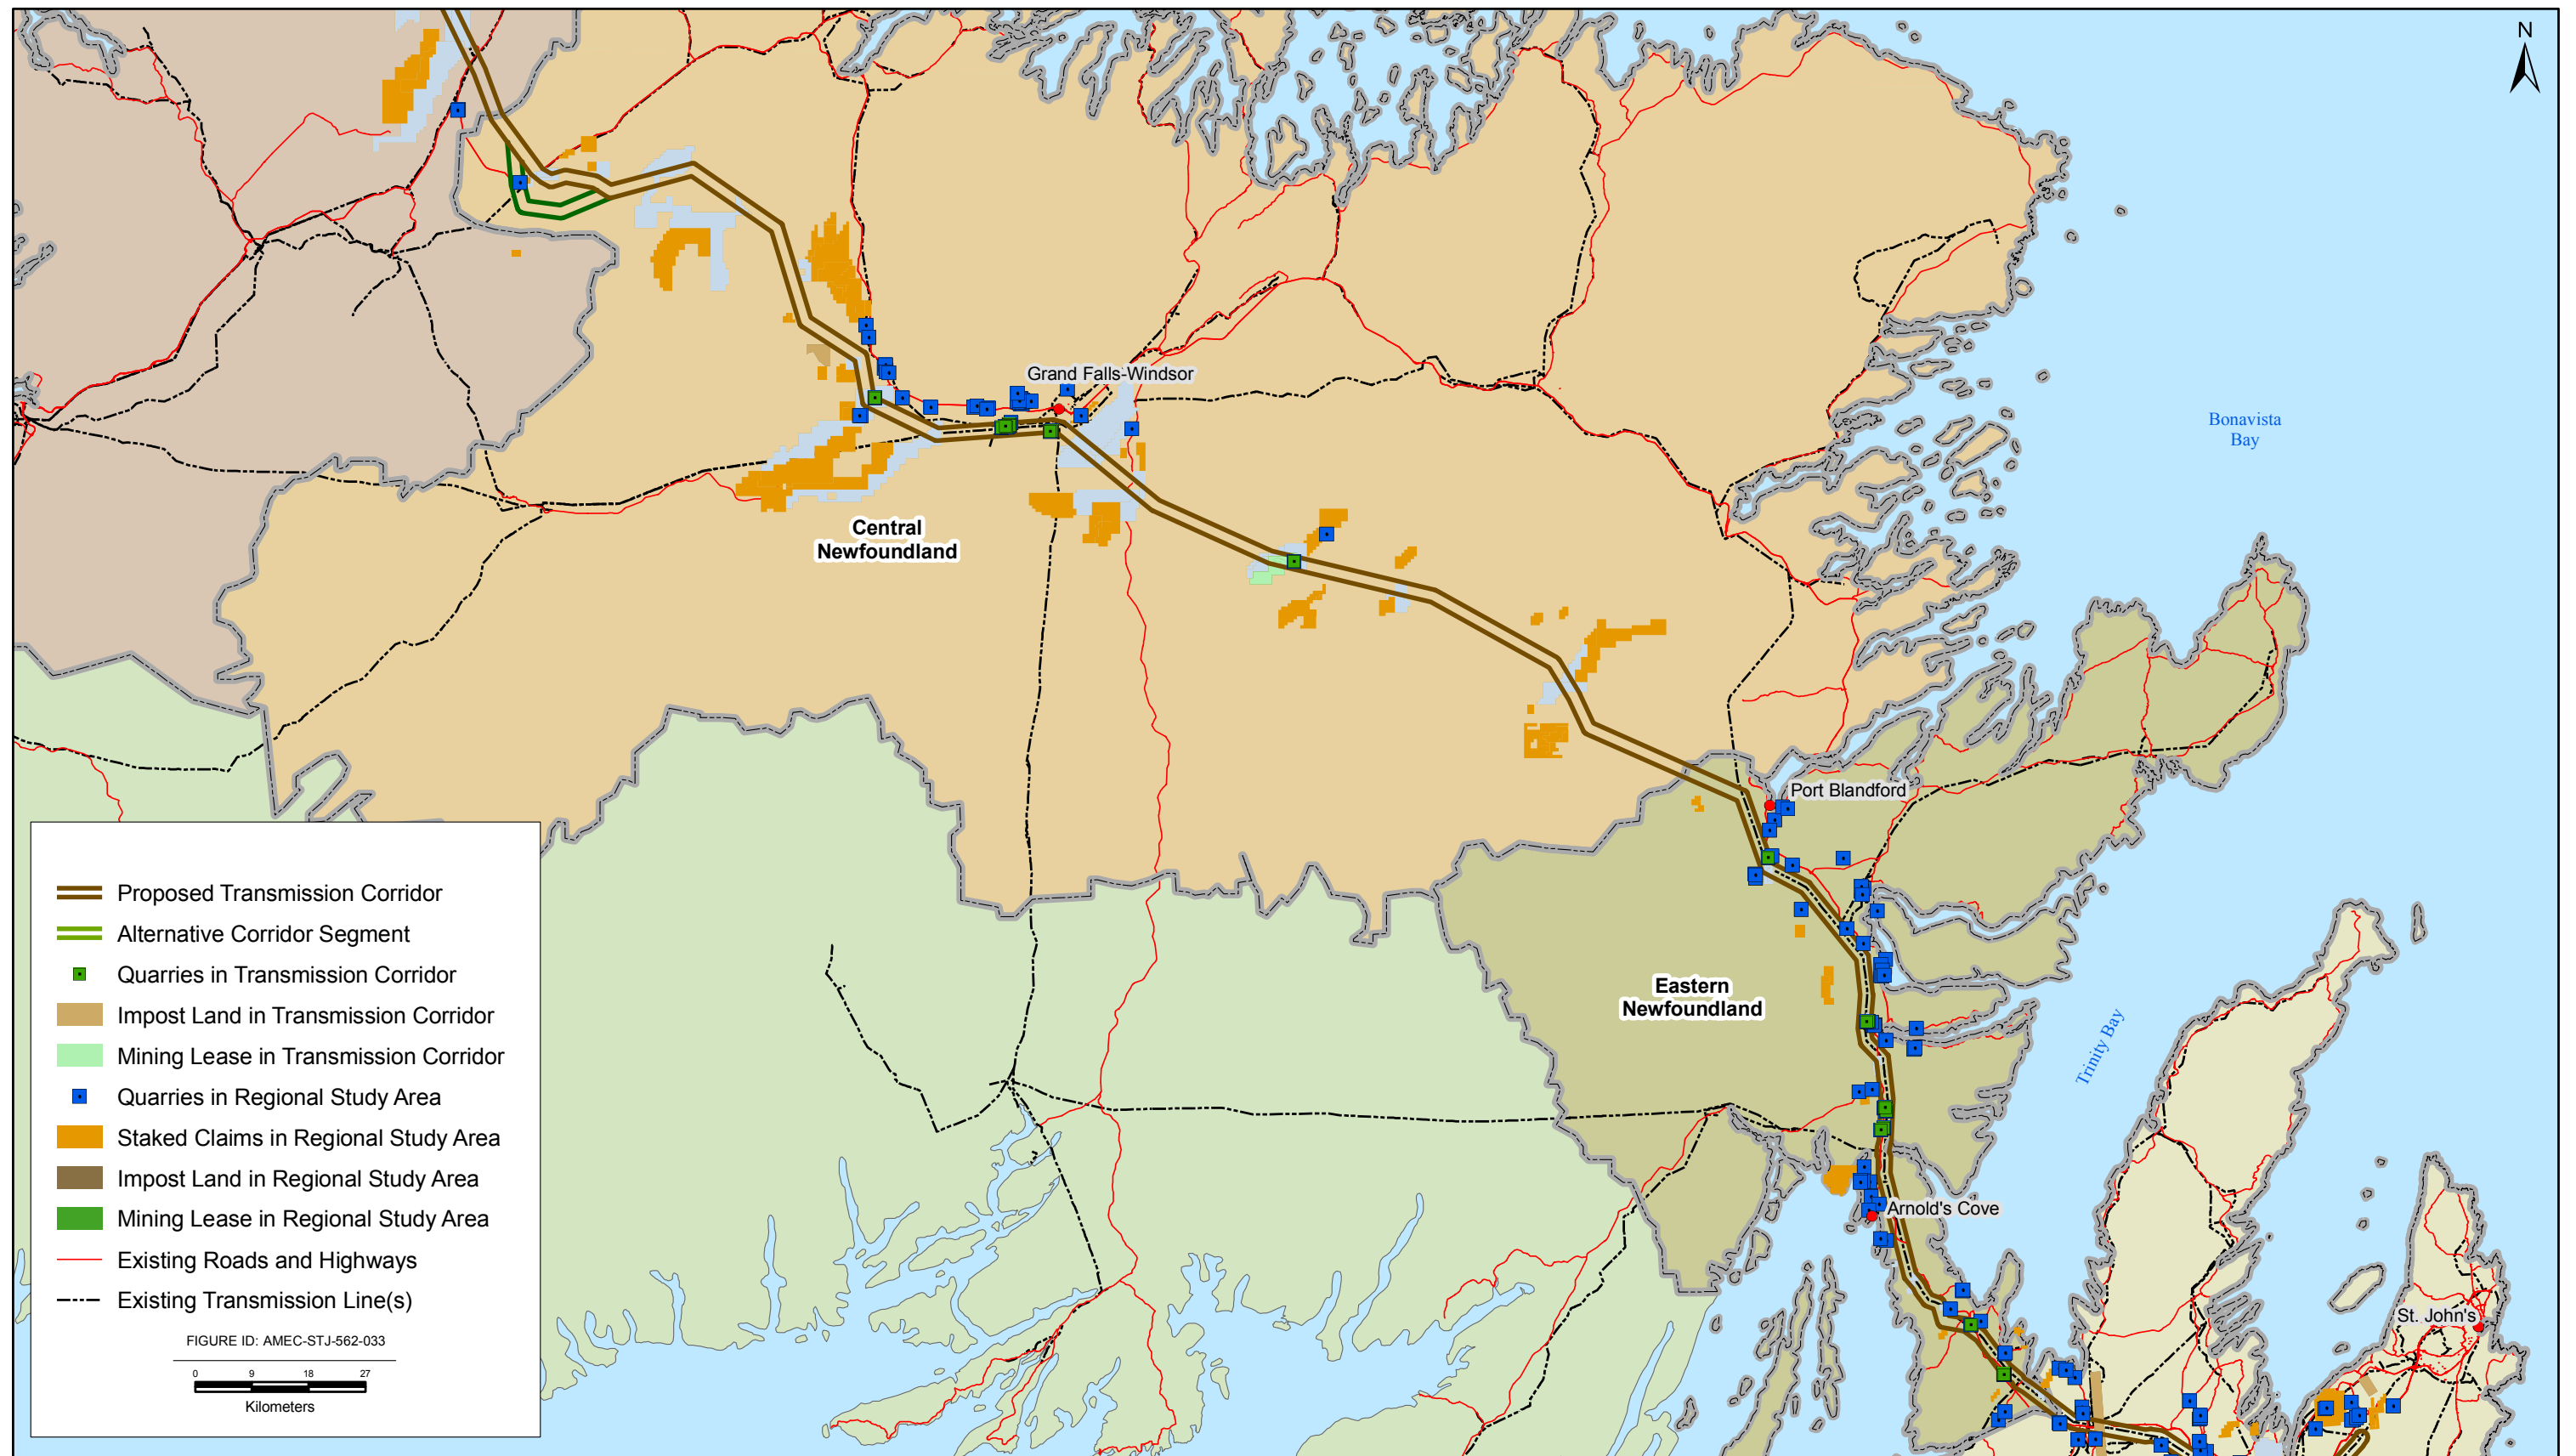 N
Grand Falls-Windsor
Bonavista
Bay
Central
Newfoundland
Port Blandford
Eastern
Newfoundland
Trinity Bay
Arnold's Cove
St. John's
Proposed Transmission Corridor
Alternative Corridor Segment
Quarries in Transmission Corridor
Impost Land in Transmission Corridor
Mining Lease in Transmission Corridor
Quarries in Regional Study Area
Staked Claims in Regional Study Area
Impost Land in Regional Study Area
Mining Lease in Regional Study Area
Existing Roads and Highways
Existing Transmission Line(s)
FIGURE ID: AMEC-STJ-562-033
0 9 18 27
Kilometers